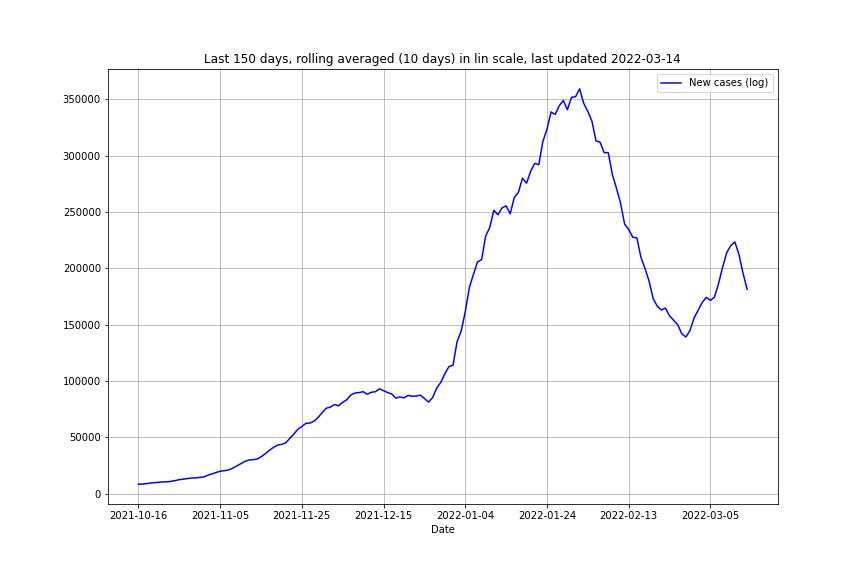 Last 150 days, rolling averaged (10 days) in lin scale, last updated 2022-03-14
New cases (log)
350000
300000
250000
200000
150000
100000
50000
0
2021-10-16 2021-11-05 2021-11-25 2021-12-15 2022-01-04 2022-01-24 2022-02-13 2022-03-05
Date